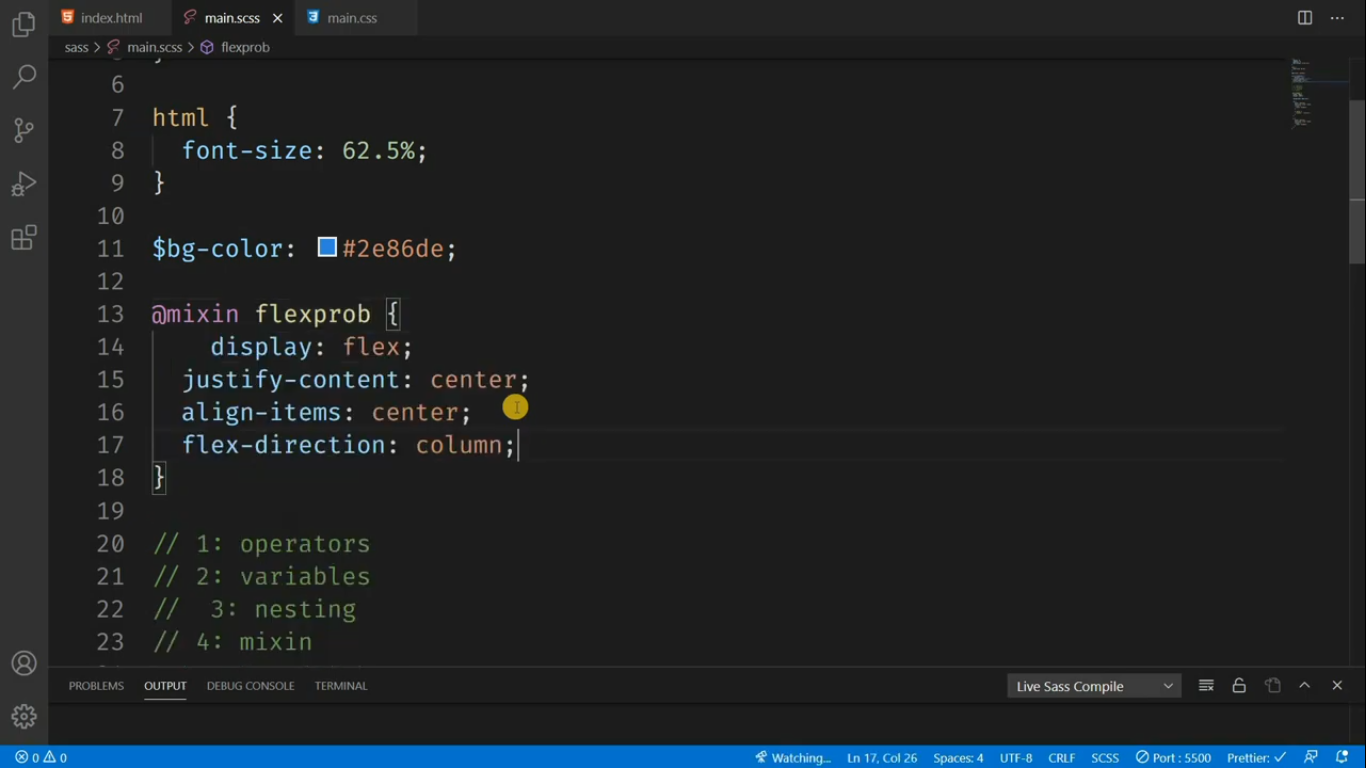 index.html main.scss main.css
sass > main.scss > flexprob
6
7 html {
8 font-size: 62.5%;
9 }
10
11 $bg-color: #2e86de;
12
13 @mixin flexprob {
14 display: flex;
15 justify-content: center;
16 align-items: center;
17 flex-direction: column;
18 }
19
20 // 1: operators
21 // 2: variables
22 // 3: nesting
23 // 4: mixin
PROBLEMS OUTPUT DEBUG CONSOLE TERMINAL Live Sass Compile
0 0 Watching... Ln 17, Col 26 Spaces: 4 UTF-8 CRLF SCSS Port : 5500 Prettier: ✓